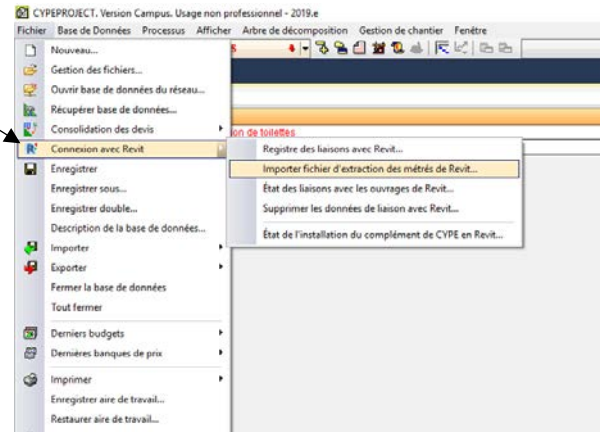 CYPEPROJECT. Version Campus. Usage non professionnel - 2019.e
Fichier Base de Données Processus Afficher Arbre de décomposition Gestion de chantier Fenêtre
Nouveau...
Gestion des fichiers...
Ouvrir base de données du réseau...
Récupérer base de données...
Consolidation des devis
ion de toilettes
Connexion avec Revit
Registre des liaisons avec Revit...
Enregistrer
Importer fichier d'extraction des métrés de Revit...
Enregistrer sous...
État des liaisons avec les ouvrages de Revit...
Enregistrer double...
Supprimer les données de liaison avec Revit...
Description de la base de données...
État de l'installation du complément de CYPE en Revit...
Importer
Exporter
Fermer la base de données
Tout fermer
Derniers budgets
Dernières banques de prix
Imprimer
Enregistrer aire de travail...
Restaurer aire de travail...